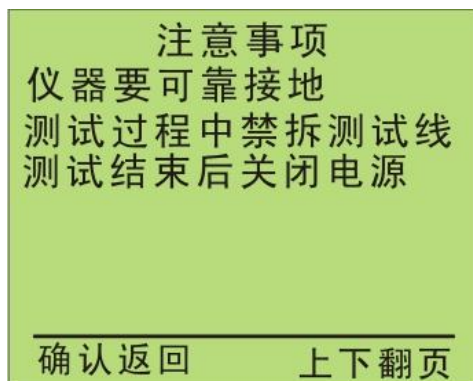 注意事项
仪器要可靠接地
测试过程中禁拆测试线
测试结束后关闭电源
确认返回 上下翻页